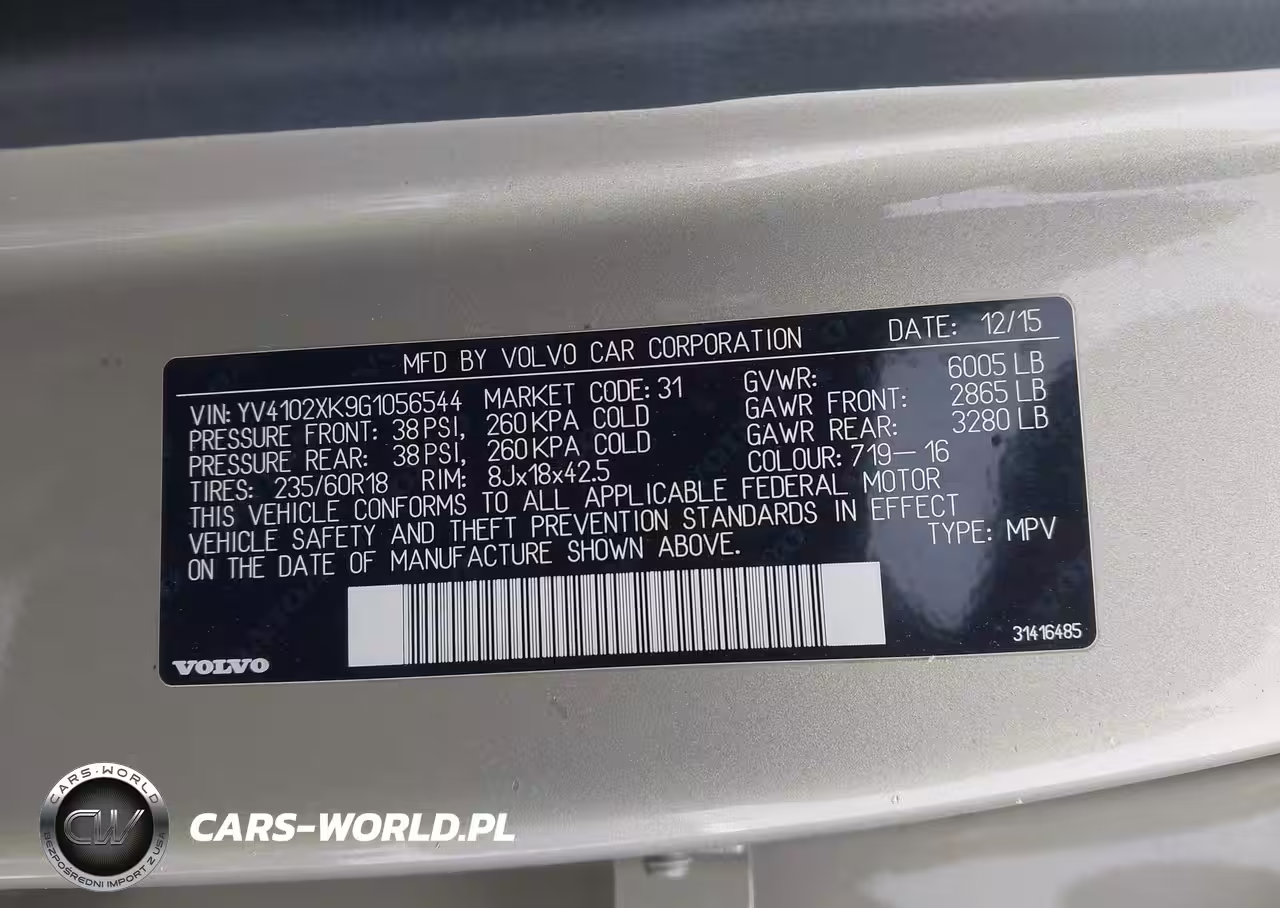 MFD BY VOLVO CAR CORPORATION DATE: 12/15
VIN: YV4102XK9G1056544 MARKET CODE: 31 GVWR: 6005 LB
PRESSURE FRONT: 38 PSI, 260 KPA COLD GAWR FRONT: 2865 LB
PRESSURE REAR: 38 PSI, 260 KPA COLD GAWR REAR: 3280 LB
TIRES: 235/60R18 RIM: 8Jx18x42.5 COLOUR: 719-16
THIS VEHICLE CONFORMS TO ALL APPLICABLE FEDERAL MOTOR
VEHICLE SAFETY AND THEFT PREVENTION STANDARDS IN EFFECT
ON THE DATE OF MANUFACTURE SHOWN ABOVE. TYPE: MPV
31416485
VOLVO
CARS-WORLD
CW
BEZPOŚREDNI IMPORT Z USA
CARS-WORLD.PL